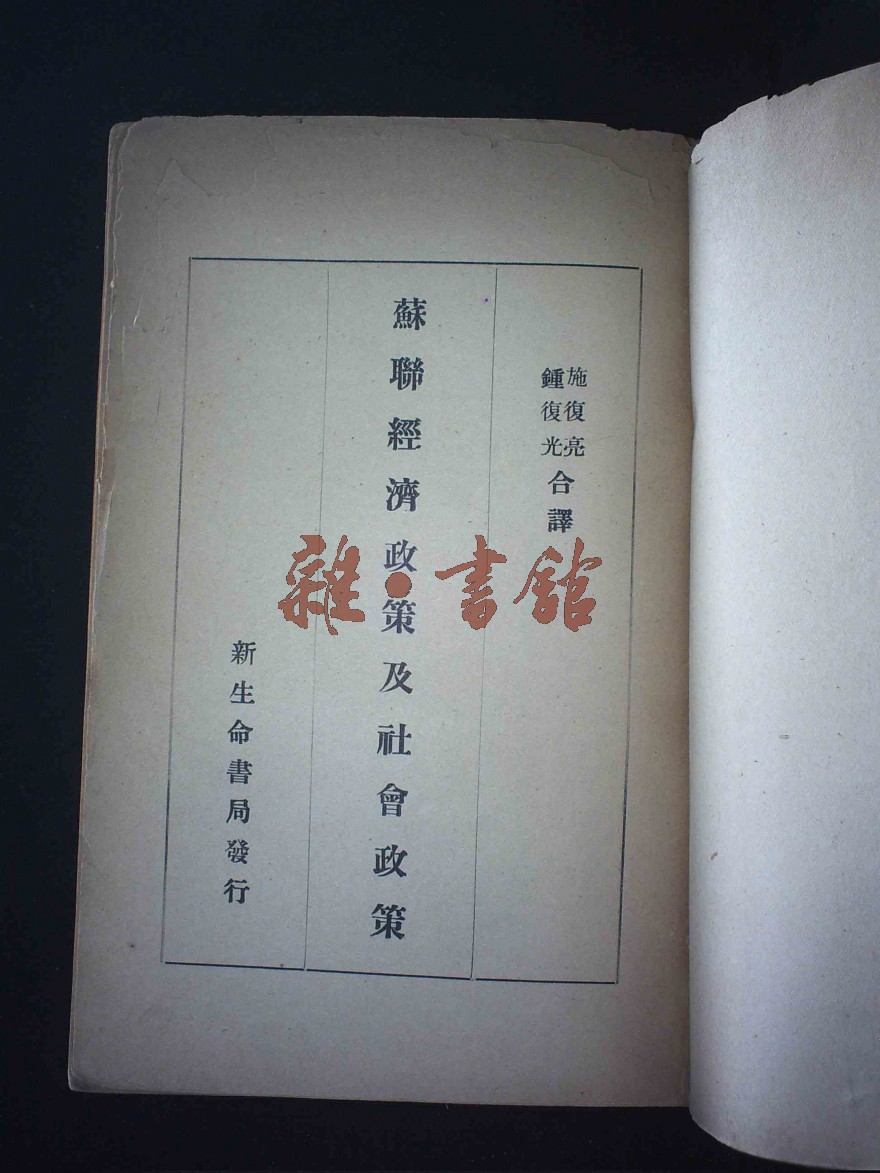 施復亮
鍾復光
合譯
蘇聯經濟政策及社會政策
新生命書局發行
雜·書館